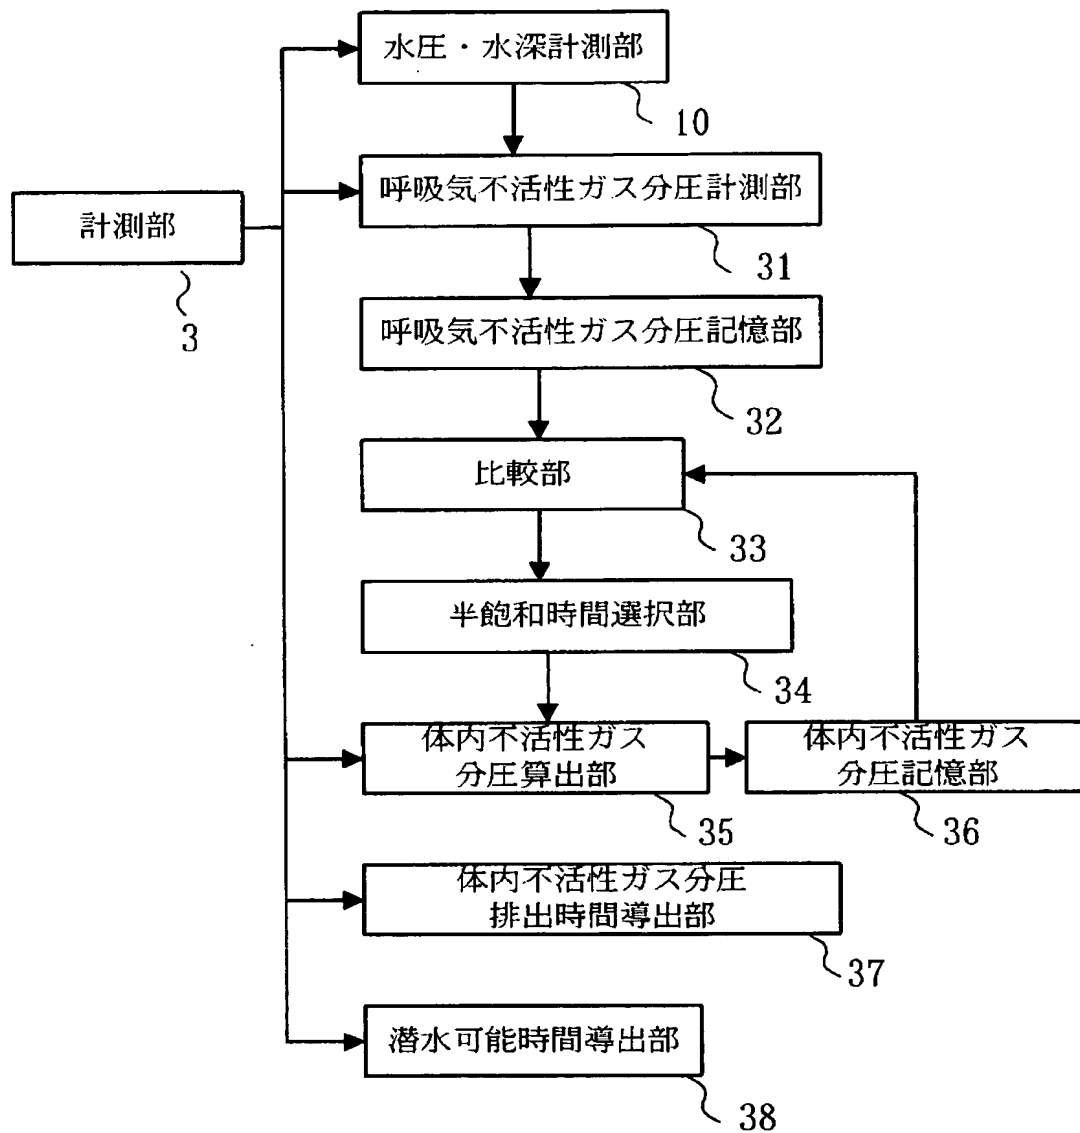 水圧・水深計測部
10
呼吸気不活性ガス分圧計測部
31
計測部
3
呼吸気不活性ガス分圧記憶部
32
比較部
33
半飽和時間選択部
34
体内不活性ガス
分圧算出部
35
体内不活性ガス
分圧記憶部
36
体内不活性ガス分圧
排出時間導出部
37
潜水可能時間導出部
38